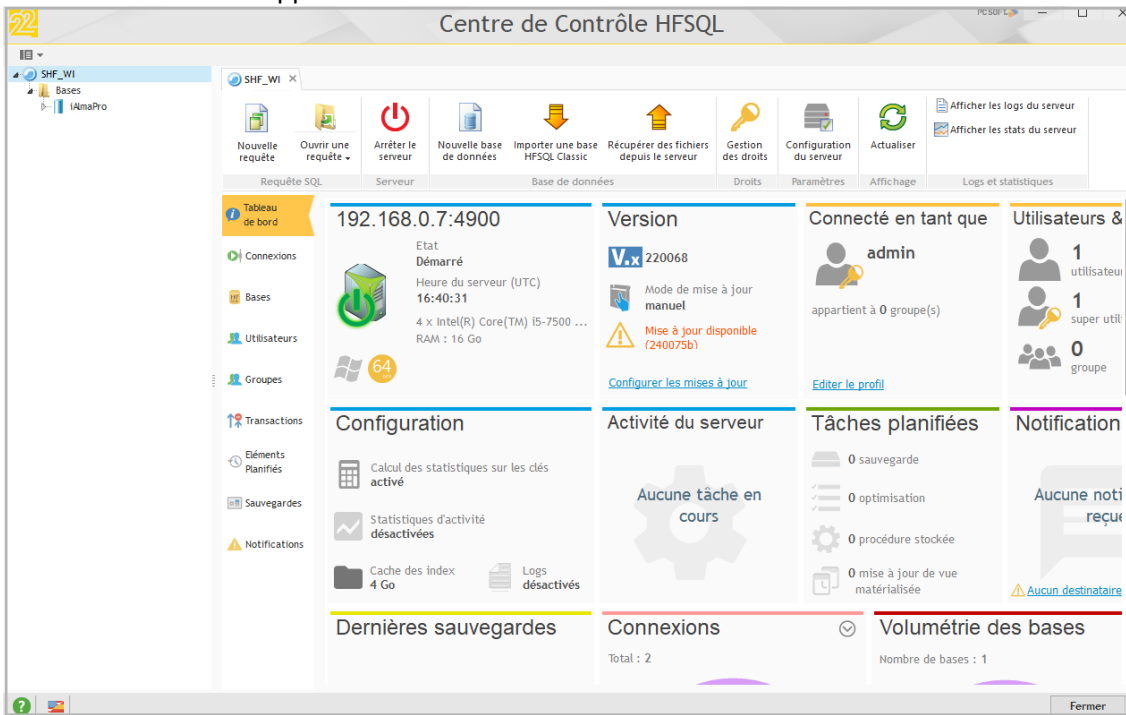 22
Centre de Contrôle HFSQL
PCSOFT
SHF_WI
Bases
iAlmaPro
SHF_WI
Nouvelle
requête
Ouvrir une
requête
Arrêter le
serveur
Nouvelle base
de données
Importer une base
HFSQL Classic
Récupérer des fichiers
depuis le serveur
Gestion
des droits
Configuration
du serveur
Actualiser
Afficher les logs du serveur
Afficher les stats du serveur
Requête SQL
Serveur
Base de données
Droits
Paramètres
Affichage
Logs et statistiques
Tableau
de bord
Connexions
Bases
Utilisateurs
Groupes
Transactions
Eléments
Planifiés
Sauvegardes
Notifications
192.168.0.7:4900
Etat
Démarré
Heure du serveur (UTC)
16:40:31
4 x Intel(R) Core(TM) i5-7500 ...
RAM : 16 Go
64
Version
V.x 220068
Mode de mise à jour
manuel
Mise à jour disponible
(240075b)
Configurer les mises à jour
Connecté en tant que
admin
appartient à 0 groupe(s)
Editer le profil
Utilisateurs &
1
utilisateu
1
super util
0
groupe
Configuration
Calcul des statistiques sur les clés
activé
Statistiques d'activité
désactivées
Cache des index
4 Go
Logs
désactivés
Activité du serveur
Aucune tâche en
cours
Tâches planifiées
0 sauvegarde
0 optimisation
0 procédure stockée
0 mise à jour de vue
matérialisée
Notification
Aucune noti
reçue
Aucun destinataire
Dernières sauvegardes
Connexions
Total : 2
Volumétrie des bases
Nombre de bases : 1
Fermer